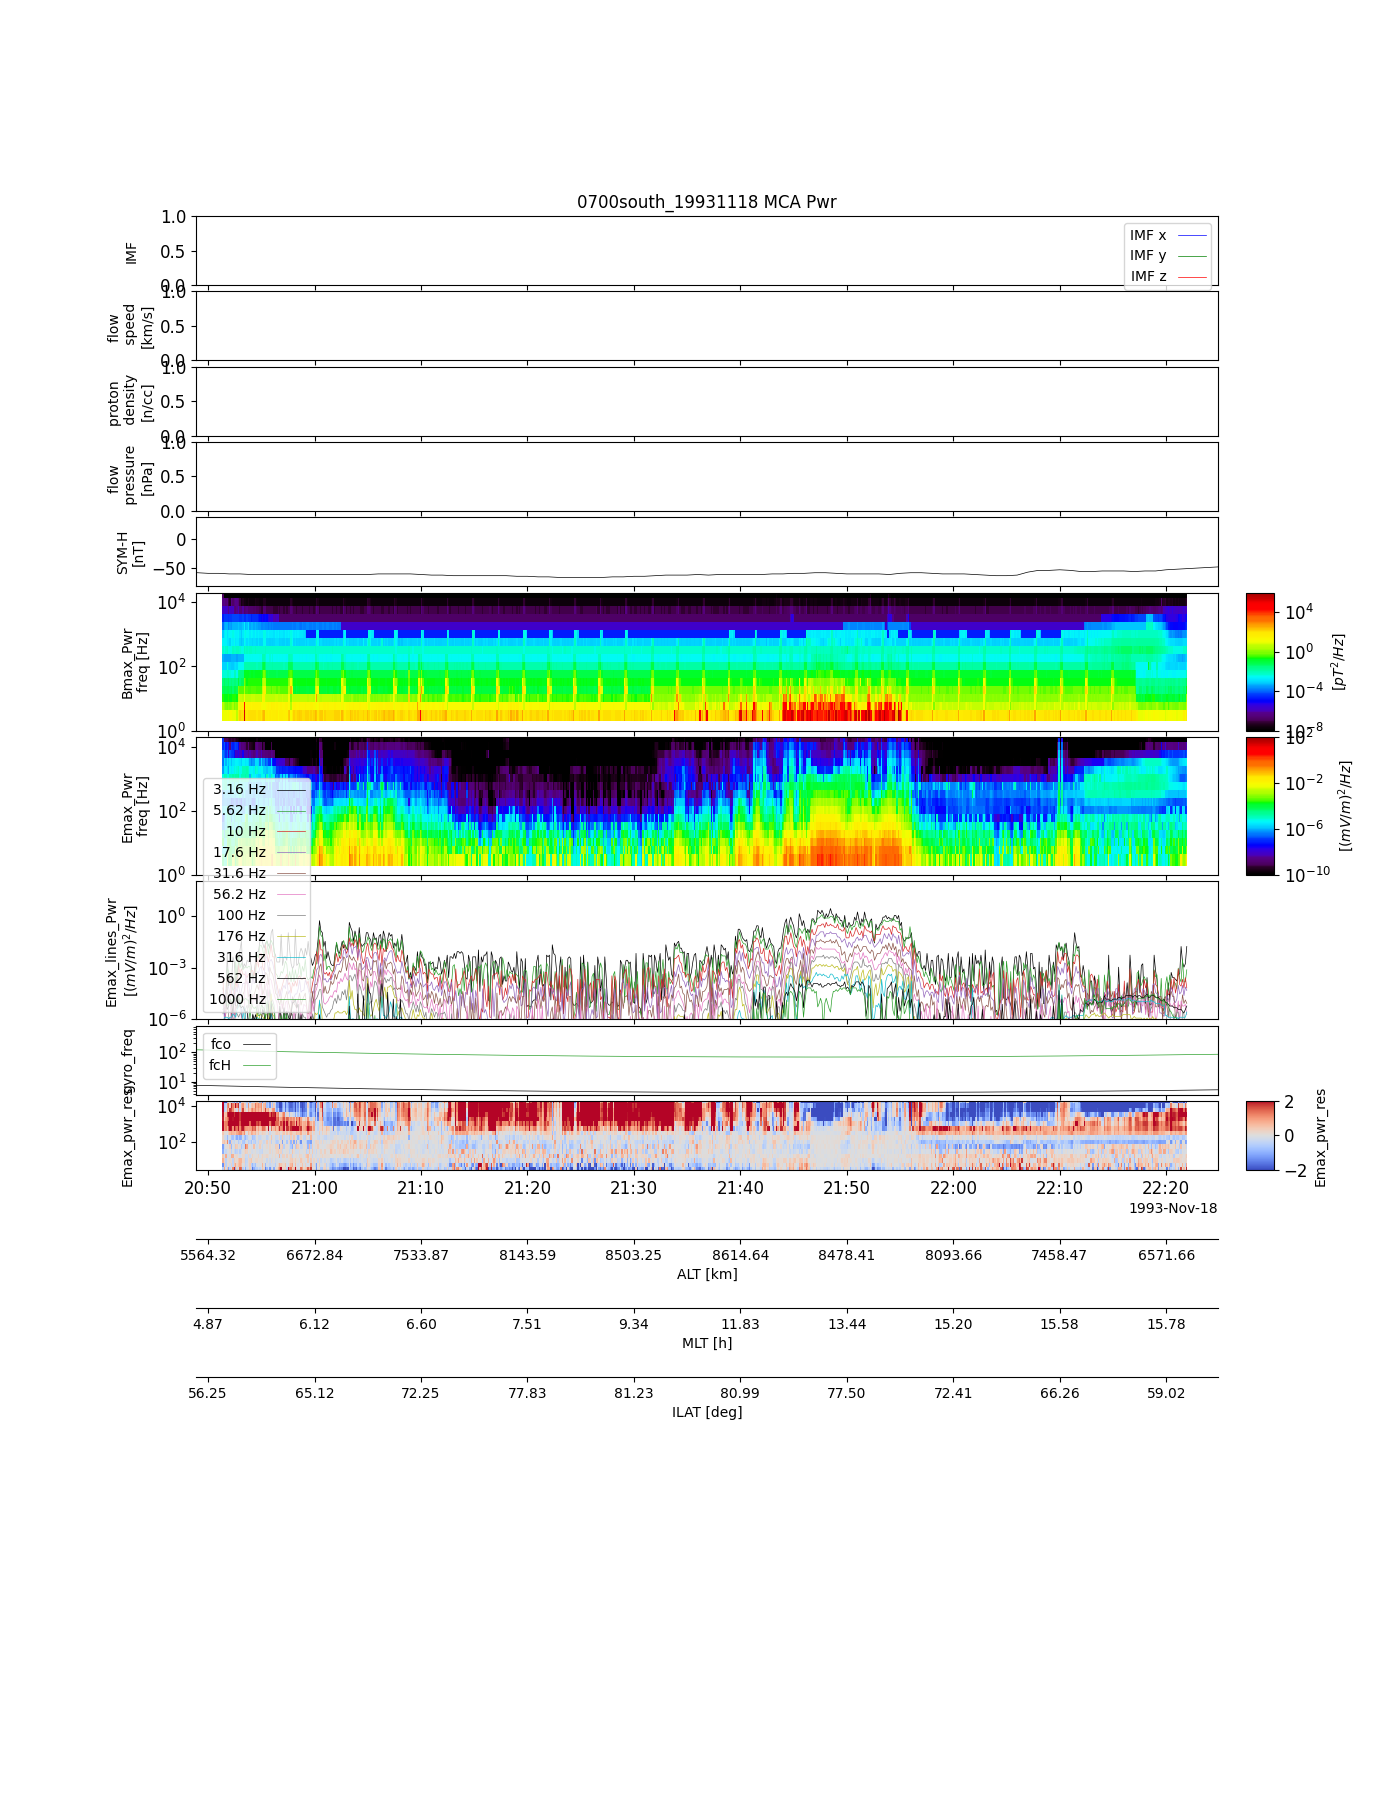 0700south_19931118 MCA Pwr
1.0
0.5
0.0
IMF
IMF x
IMF y
IMF z
1.0
0.5
0.0
flow
speed
[km/s]
1.0
0.5
0.0
proton
density
[n/cc]
1.0
0.5
0.0
flow
pressure
[nPa]
0
−50
SYM-H
[nT]
10^4
10^2
10^0
Bmax_Pwr
freq [Hz]
10^4
10^0
10^−4
10^−8
[pT^2/Hz]
10^4
10^2
10^0
Emax_Pwr
freq [Hz]
10^2
10^−2
10^−6
10^−10
[(mV/m)^2/Hz]
3.16 Hz
5.62 Hz
10 Hz
17.6 Hz
31.6 Hz
56.2 Hz
100 Hz
176 Hz
316 Hz
562 Hz
1000 Hz
10^0
10^−3
10^−6
Emax_lines_Pwr
[(mV/m)^2/Hz]
10^2
10^1
gyro_freq
fco
fcH
10^4
10^2
Emax_pwr_res
2
0
−2
Emax_pwr_res
20:50 21:00 21:10 21:20 21:30 21:40 21:50 22:00 22:10 22:20
1993-Nov-18
5564.32 6672.84 7533.87 8143.59 8503.25 8614.64 8478.41 8093.66 7458.47 6571.66
ALT [km]
4.87 6.12 6.60 7.51 9.34 11.83 13.44 15.20 15.58 15.78
MLT [h]
56.25 65.12 72.25 77.83 81.23 80.99 77.50 72.41 66.26 59.02
ILAT [deg]